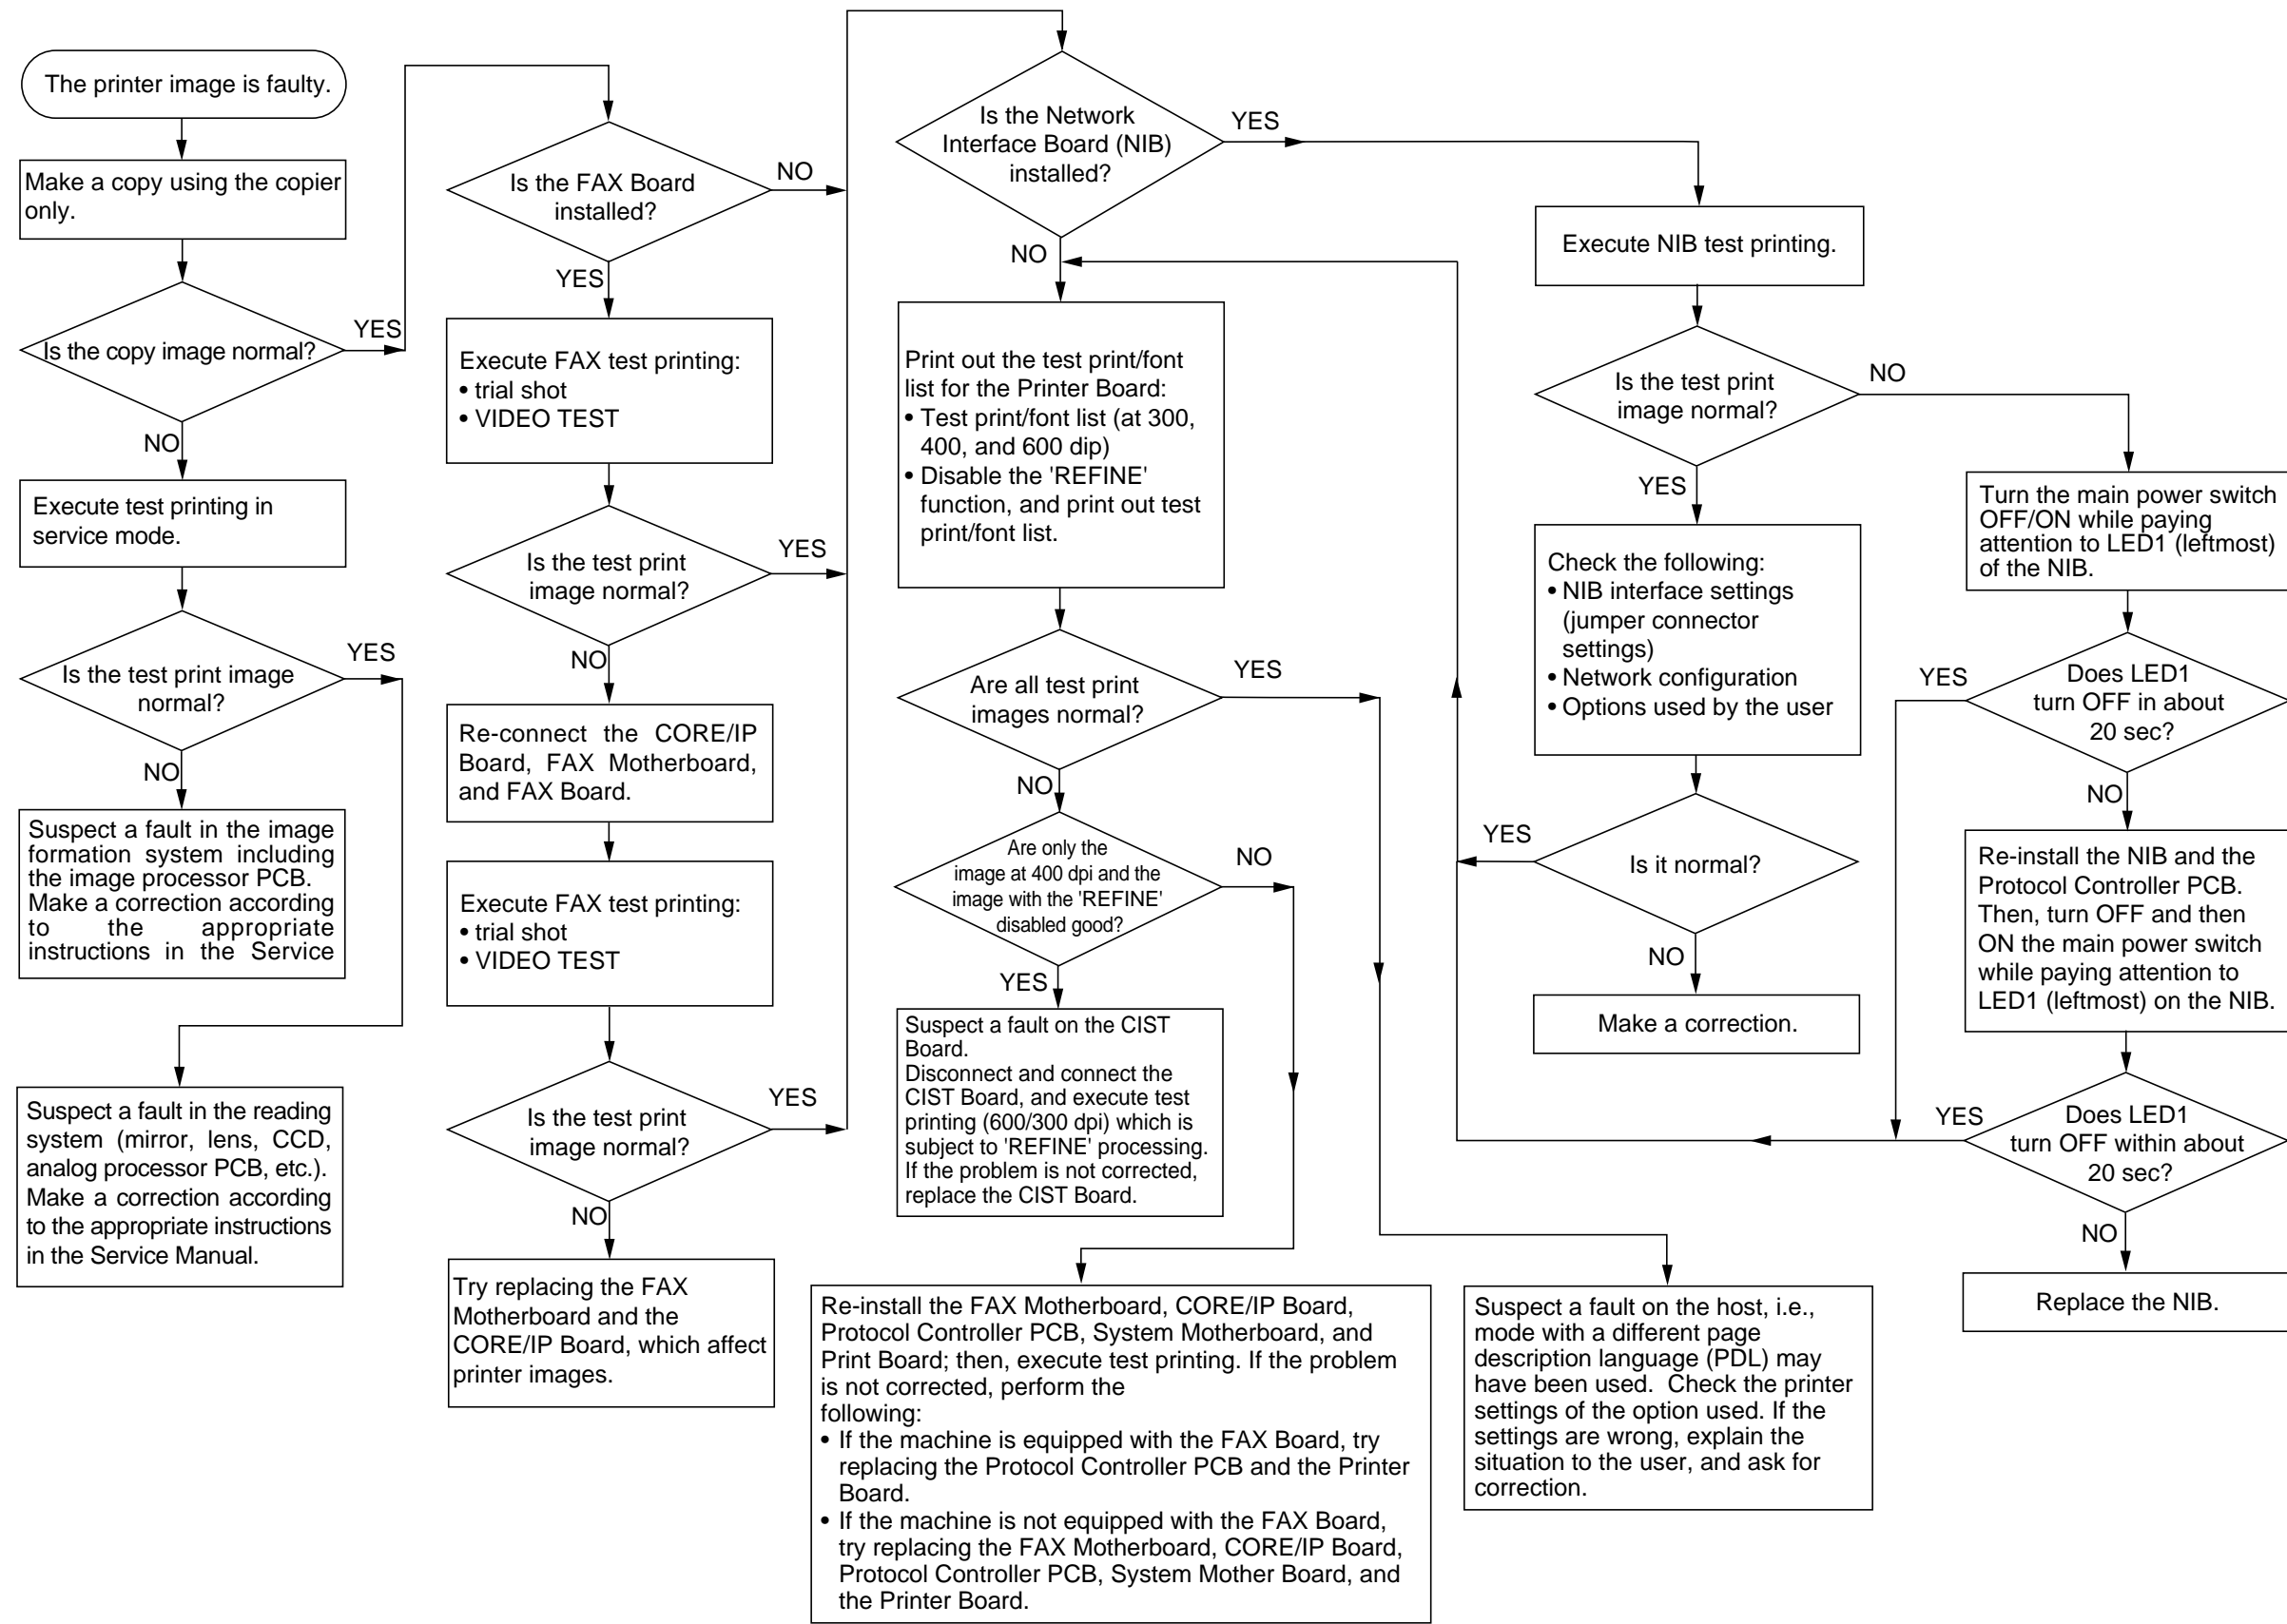 The printer image is faulty.
Make a copy using the copier
only.
Is the copy image normal?
YES
NO
Execute test printing in
service mode.
Is the test print image
normal?
YES
NO
Suspect a fault in the image
formation system including
the image processor PCB.
Make a correction according
to the appropriate
instructions in the Service
Suspect a fault in the reading
system (mirror, lens, CCD,
analog processor PCB, etc.).
Make a correction according
to the appropriate instructions
in the Service Manual.
Is the FAX Board
installed?
NO
YES
Execute FAX test printing:
• trial shot
• VIDEO TEST
Is the test print
image normal?
YES
NO
Re-connect the CORE/IP
Board, FAX Motherboard,
and FAX Board.
Execute FAX test printing:
• trial shot
• VIDEO TEST
Is the test print
image normal?
YES
NO
Try replacing the FAX
Motherboard and the
CORE/IP Board, which affect
printer images.
Is the Network
Interface Board (NIB)
installed?
YES
NO
Print out the test print/font
list for the Printer Board:
• Test print/font list (at 300,
400, and 600 dip)
• Disable the 'REFINE'
function, and print out test
print/font list.
Are all test print
images normal?
YES
NO
Are only the
image at 400 dpi and the
image with the 'REFINE'
disabled good?
NO
YES
Suspect a fault on the CIST
Board.
Disconnect and connect the
CIST Board, and execute test
printing (600/300 dpi) which is
subject to 'REFINE' processing.
If the problem is not corrected,
replace the CIST Board.
Re-install the FAX Motherboard, CORE/IP Board,
Protocol Controller PCB, System Motherboard, and
Print Board; then, execute test printing. If the problem
is not corrected, perform the
following:
• If the machine is equipped with the FAX Board, try
replacing the Protocol Controller PCB and the Printer
Board.
• If the machine is not equipped with the FAX Board,
try replacing the FAX Motherboard, CORE/IP Board,
Protocol Controller PCB, System Mother Board, and
the Printer Board.
Execute NIB test printing.
Is the test print
image normal?
NO
YES
Check the following:
• NIB interface settings
(jumper connector
settings)
• Network configuration
• Options used by the user
Is it normal?
YES
NO
Make a correction.
Suspect a fault on the host, i.e.,
mode with a different page
description language (PDL) may
have been used. Check the printer
settings of the option used. If the
settings are wrong, explain the
situation to the user, and ask for
correction.
Turn the main power switch
OFF/ON while paying
attention to LED1 (leftmost)
of the NIB.
Does LED1
turn OFF in about
20 sec?
YES
NO
Re-install the NIB and the
Protocol Controller PCB.
Then, turn OFF and then
ON the main power switch
while paying attention to
LED1 (leftmost) on the NIB.
Does LED1
turn OFF within about
20 sec?
YES
NO
Replace the NIB.